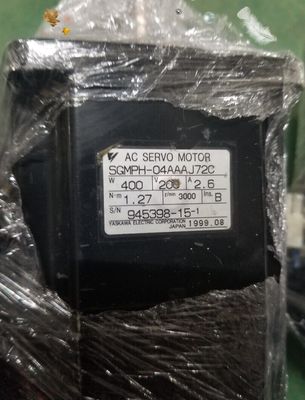 AC SERVO MOTOR
SGMPH-04AAAJ72C
W 400 V 200 A 2.6
N·m 1.27 r/min 3000 Ins. B
S/N 945398-15-1
YASKAWA ELECTRIC CORPORATION
JAPAN 1999.08